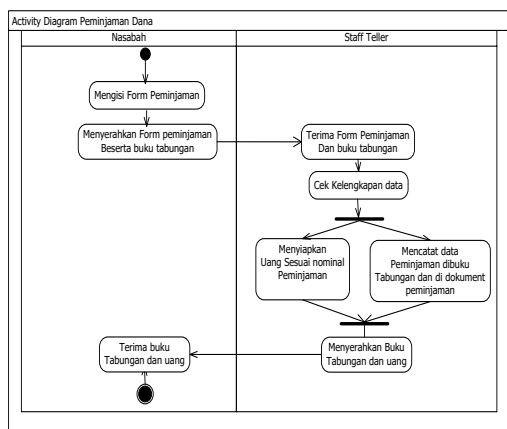 Activity Diagram Peminjaman Dana
Nasabah
Staff Teller
Mengisi Form Peminjaman
Menyerahkan Form peminjaman
Beserta buku tabungan
Terima Form Peminjaman
Dan buku tabungan
Cek Kelengkapan data
Menyiapkan
Uang Sesuai nominal
Peminjaman
Mencatat data
Peminjaman dibuku
Tabungan dan di dokument
peminjaman
Menyerahkan Buku
Tabungan dan uang
Terima buku
Tabungan dan uang